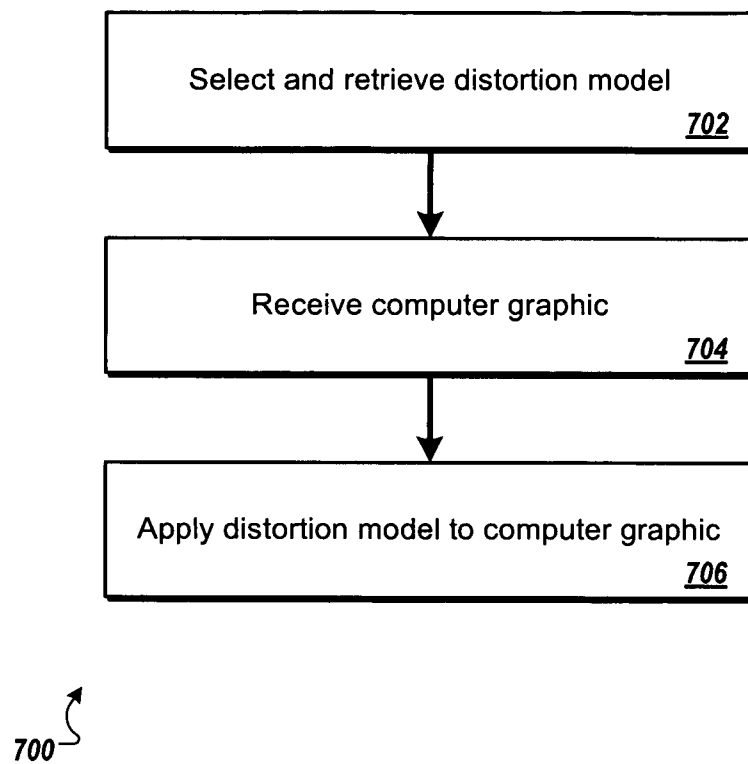 Select and retrieve distortion model
702
Receive computer graphic
704
Apply distortion model to computer graphic
706
700